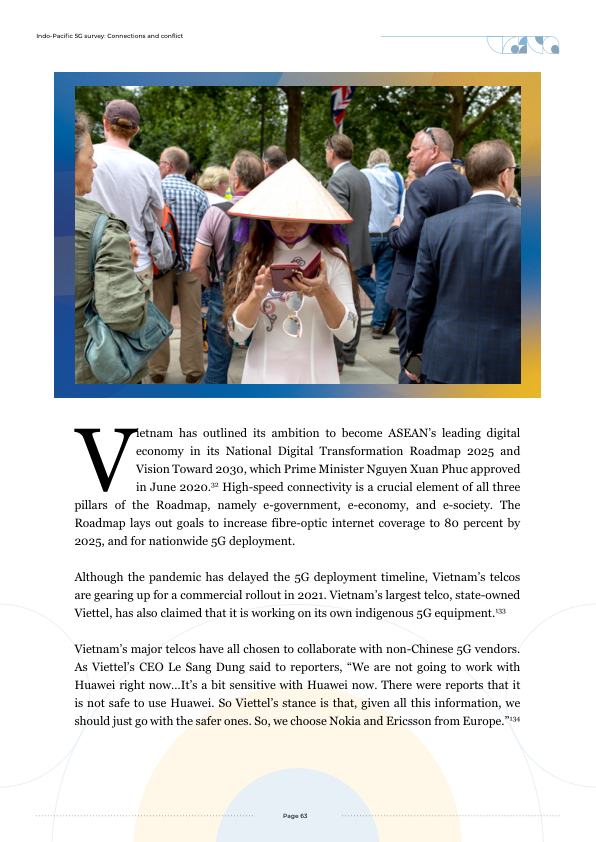 Indo-Pacific 5G survey: Connections and conflict
Vietnam has outlined its ambition to become ASEAN's leading digital
economy in its National Digital Transformation Roadmap 2025 and
Vision Toward 2030, which Prime Minister Nguyen Xuan Phuc approved
in June 2020.³² High-speed connectivity is a crucial element of all three
pillars of the Roadmap, namely e-government, e-economy, and e-society. The
Roadmap lays out goals to increase fibre-optic internet coverage to 80 percent by
2025, and for nationwide 5G deployment.
Although the pandemic has delayed the 5G deployment timeline, Vietnam's telcos
are gearing up for a commercial rollout in 2021. Vietnam's largest telco, state-owned
Viettel, has also claimed that it is working on its own indigenous 5G equipment.¹³³
Vietnam's major telcos have all chosen to collaborate with non-Chinese 5G vendors.
As Viettel's CEO Le Sang Dung said to reporters, “We are not going to work with
Huawei right now…It's a bit sensitive with Huawei now. There were reports that it
is not safe to use Huawei. So Viettel's stance is that, given all this information, we
should just go with the safer ones. So, we choose Nokia and Ericsson from Europe.”¹³⁴
Page 63